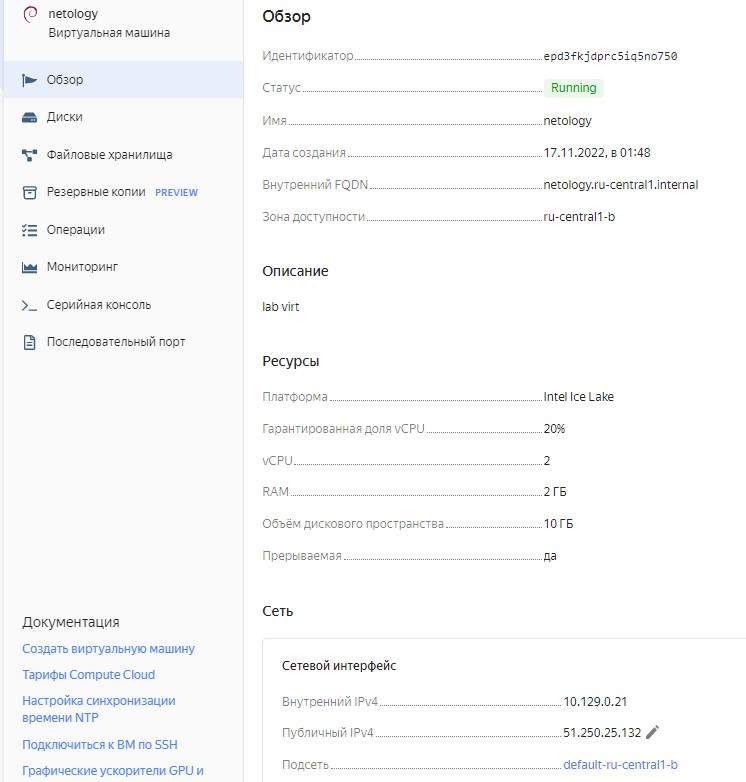 netology
Виртуальная машина
Обзор
Диски
Файловые хранилища
Резервные копии PREVIEW
Операции
Мониторинг
Серийная консоль
Последовательный порт
Документация
Создать виртуальную машину
Тарифы Compute Cloud
Настройка синхронизации
времени NTP
Подключиться к ВМ по SSH
Графические ускорители GPU и
Обзор
Идентификатор epd3fkjdprc5iq5no750
Статус Running
Имя netology
Дата создания 17.11.2022, в 01:48
Внутренний FQDN netology.ru-central1.internal
Зона доступности ru-central1-b
Описание
lab virt
Ресурсы
Платформа Intel Ice Lake
Гарантированная доля vCPU 20%
vCPU 2
RAM 2 ГБ
Объём дискового пространства 10 ГБ
Прерываемая да
Сеть
Сетевой интерфейс
Внутренний IPv4 10.129.0.21
Публичный IPv4 51.250.25.132
Подсеть default-ru-central1-b